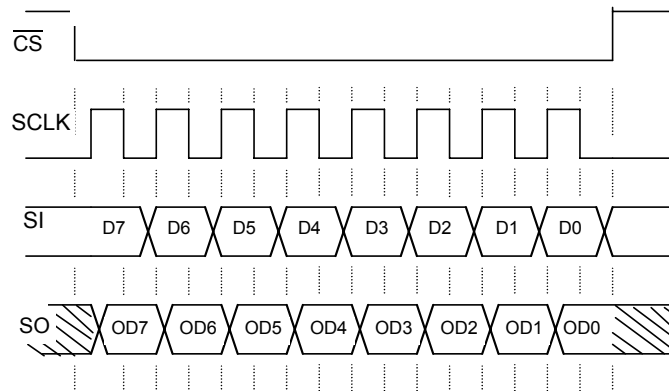 C̅S̅
SCLK
SI D7 D6 D5 D4 D3 D2 D1 D0
SO OD7 OD6 OD5 OD4 OD3 OD2 OD1 OD0